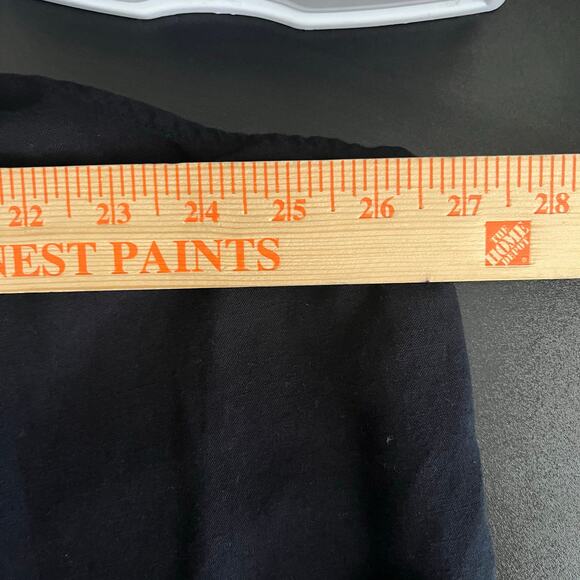 22 23 24 25 26 27 28
NEST PAINTS
THE
HOME
DEPOT